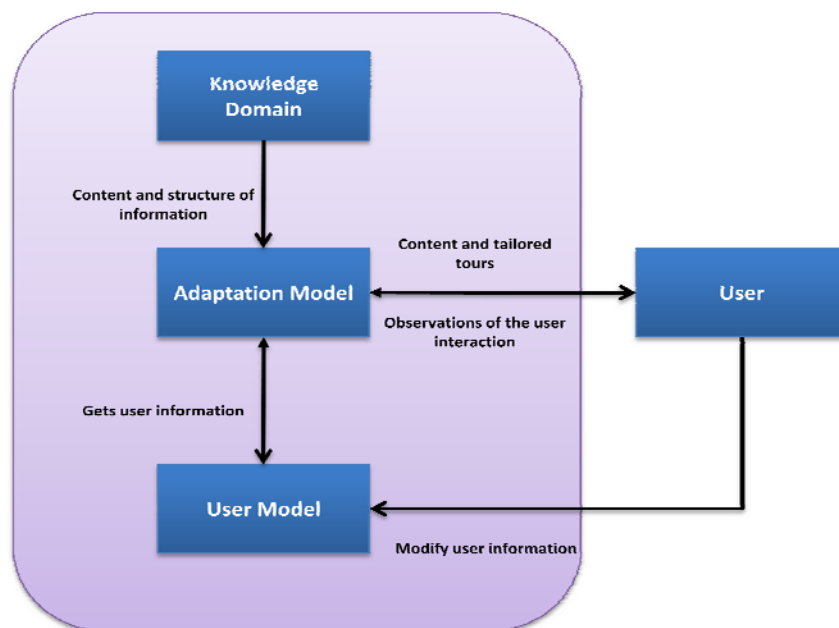 Knowledge
Domain
Content and structure of
information
Content and tailored
tours
Adaptation Model
User
Observations of the user
interaction
Gets user information
User Model
Modify user information